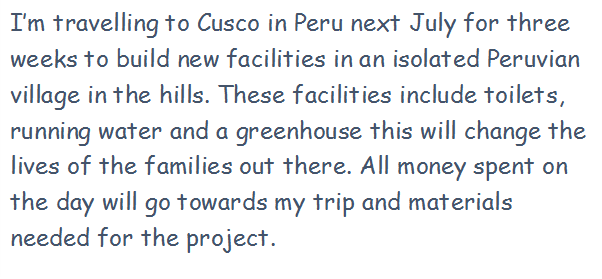 I'm travelling to Cusco in Peru next July for three
weeks to build new facilities in an isolated Peruvian
village in the hills. These facilities include toilets,
running water and a greenhouse this will change the
lives of the families out there. All money spent on
the day will go towards my trip and materials
needed for the project.